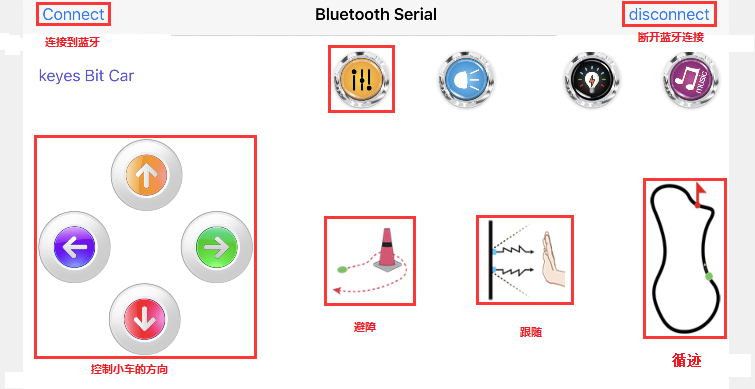 Connect
Bluetooth Serial
disconnect
连接到蓝牙
断开蓝牙连接
keyes Bit Car
music
避障
跟随
循迹
控制小车的方向